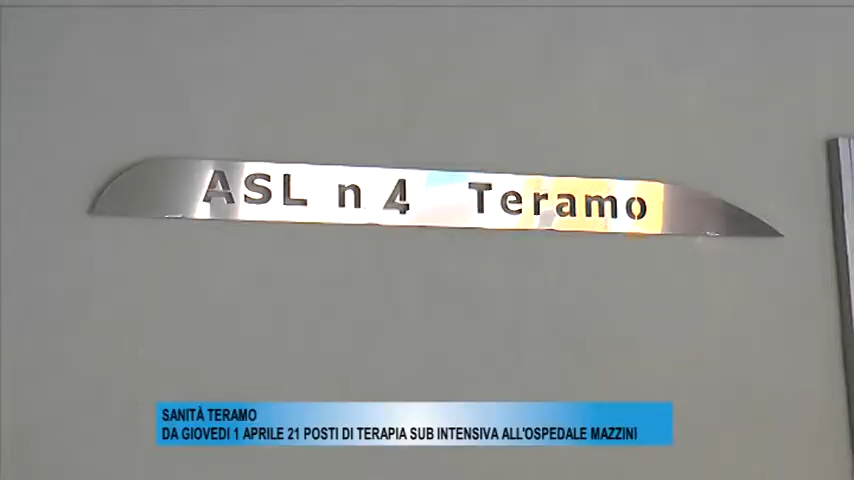 ASL n 4 Teramo
SANITÀ TERAMO
DA GIOVEDI 1 APRILE 21 POSTI DI TERAPIA SUB INTENSIVA ALL'OSPEDALE MAZZINI